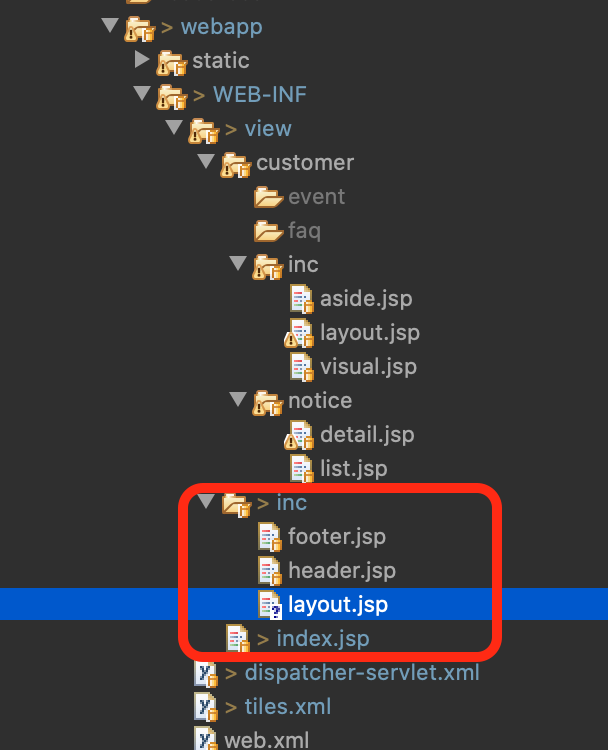 > webapp
static
> WEB-INF
> view
customer
event
faq
inc
aside.jsp
layout.jsp
visual.jsp
notice
detail.jsp
list.jsp
> inc
footer.jsp
header.jsp
layout.jsp
> index.jsp
> dispatcher-servlet.xml
> tiles.xml
web.xml